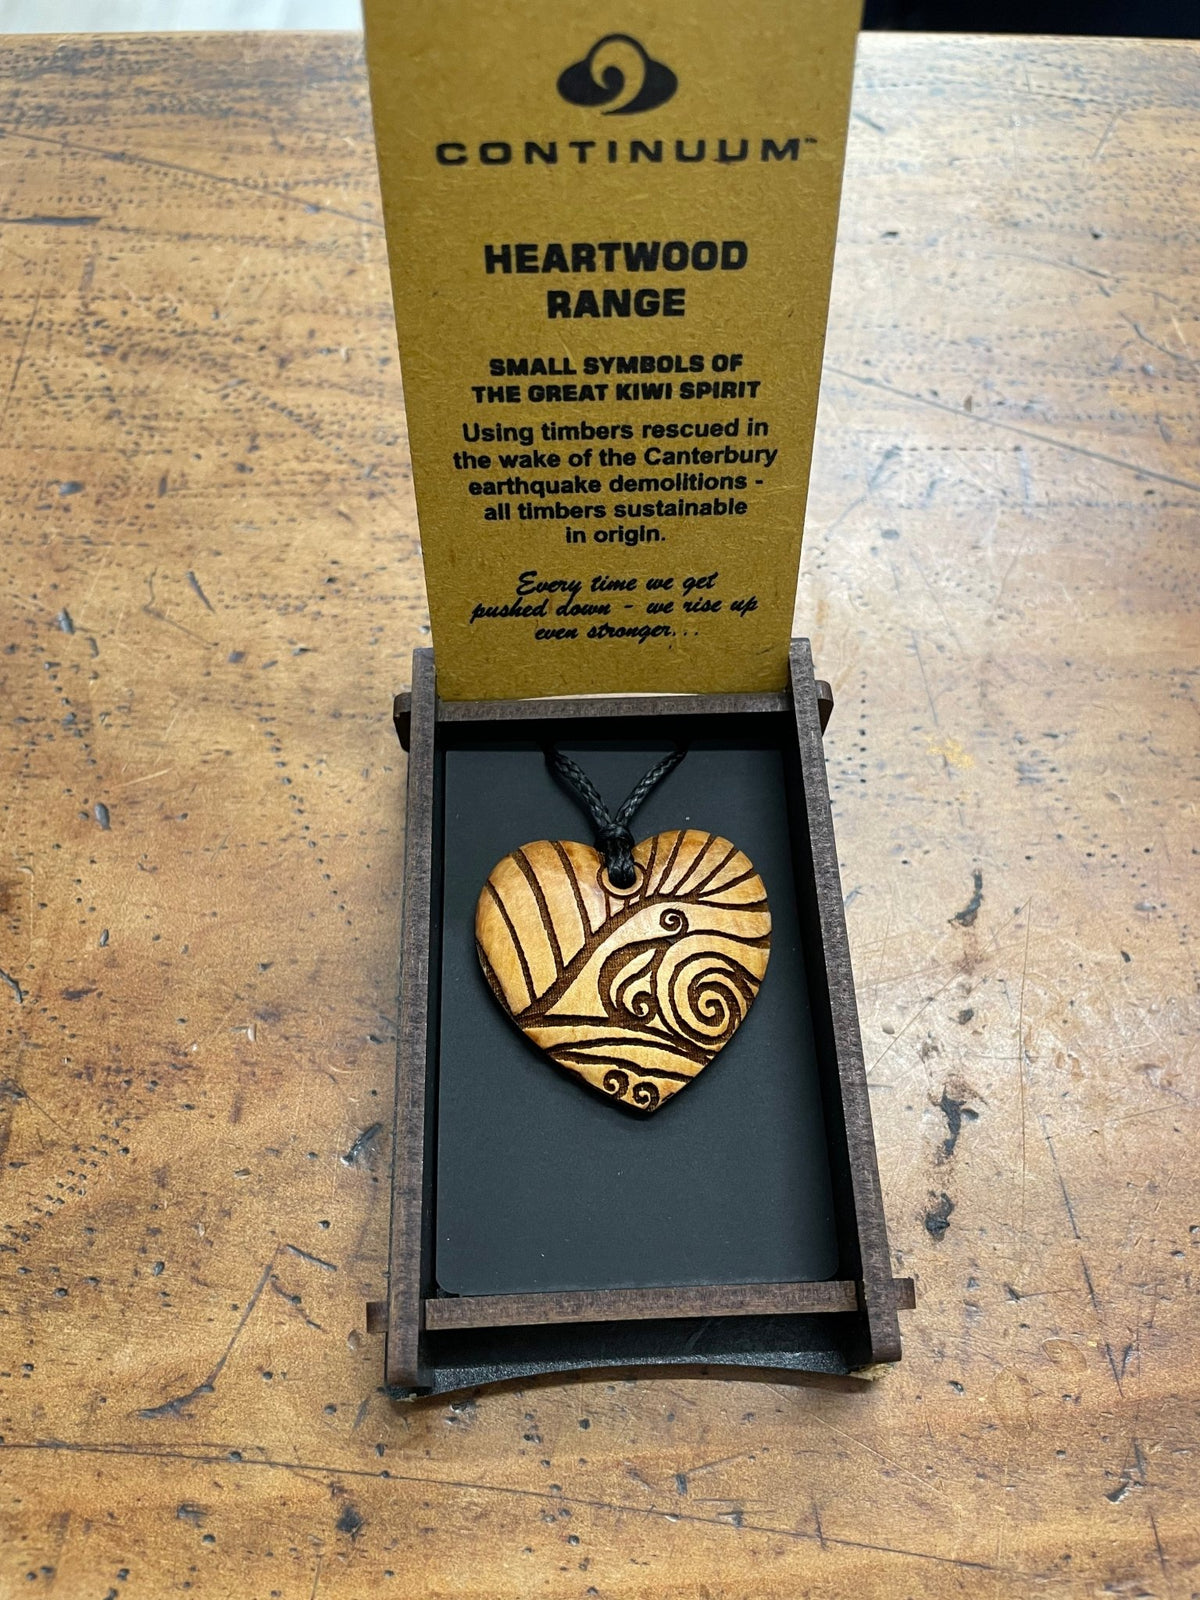 CONTINUUM™
HEARTWOOD
RANGE
SMALL SYMBOLS OF
THE GREAT KIWI SPIRIT
Using timbers rescued in
the wake of the Canterbury
earthquake demolitions -
all timbers sustainable
in origin.
Every time we get
pushed down - we rise up
even stronger...